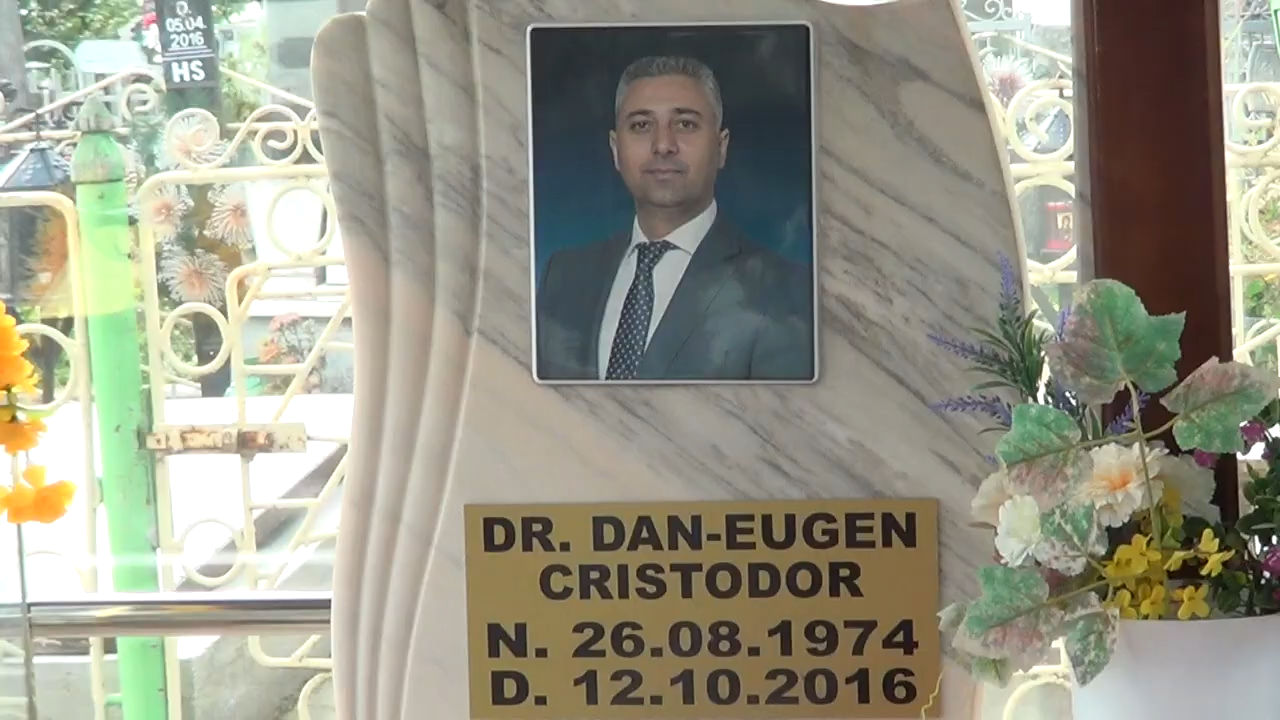 D.
05.04.
2016
HS
DR. DAN-EUGEN
CRISTODOR
N. 26.08.1974
D. 12.10.2016